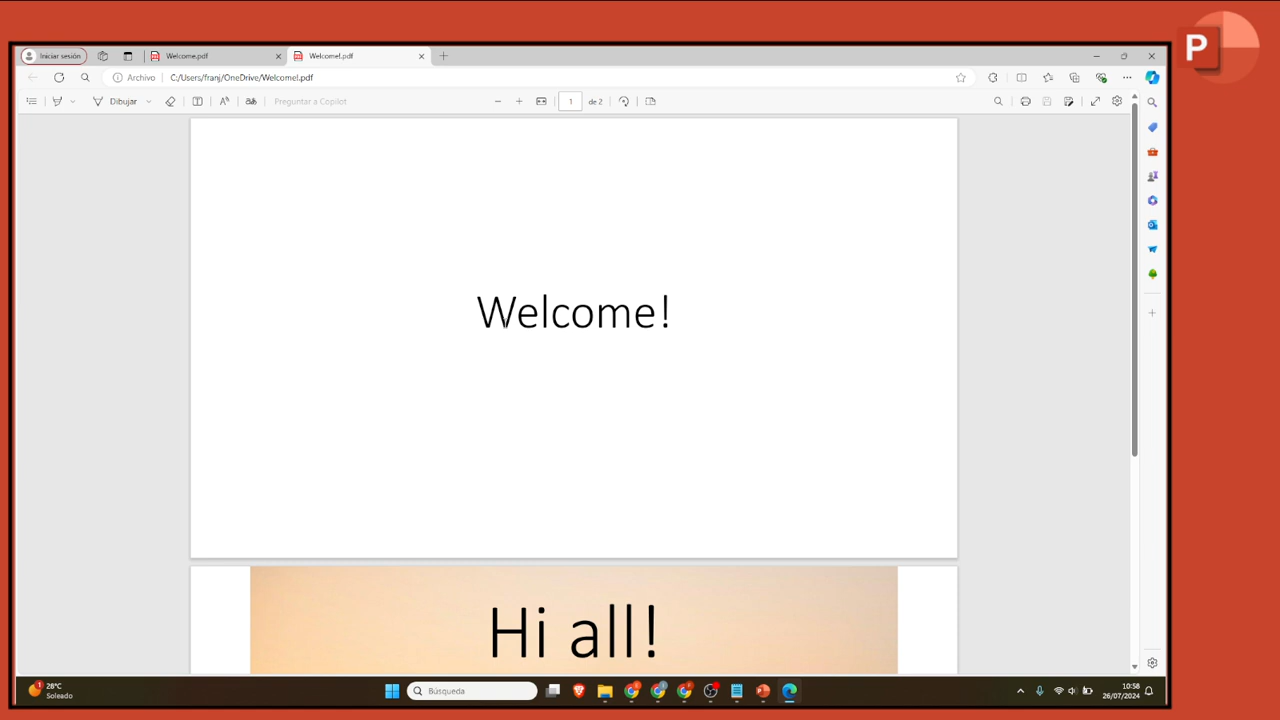 P
Iniciar sesión
Welcome.pdf
Welcome!.pdf
Archivo C:/Users/franj/OneDrive/Welcome!.pdf
Dibujar
Preguntar a Copilot
1 de 2
Welcome!
Hi all!
1
28°C
Soleado
Búsqueda
10:58
26/07/2024